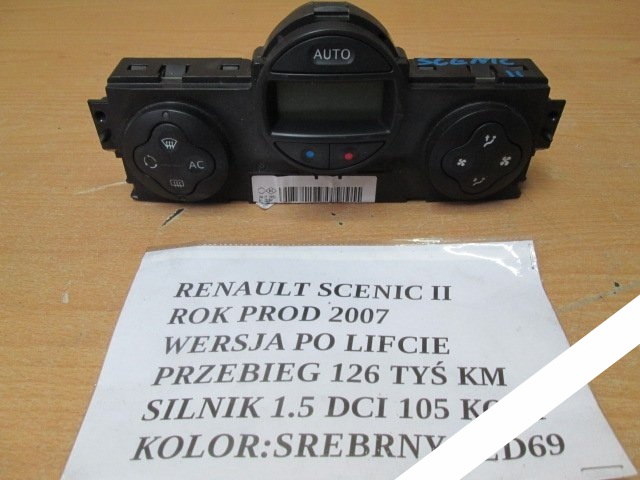 AUTO
SCENIC
II
AC
RENAULT SCENIC II
ROK PROD 2007
WERSJA PO LIFCIE
PRZEBIEG 126 TYŚ KM
SILNIK 1.5 DCI 105
KOLOR:SREBRNY